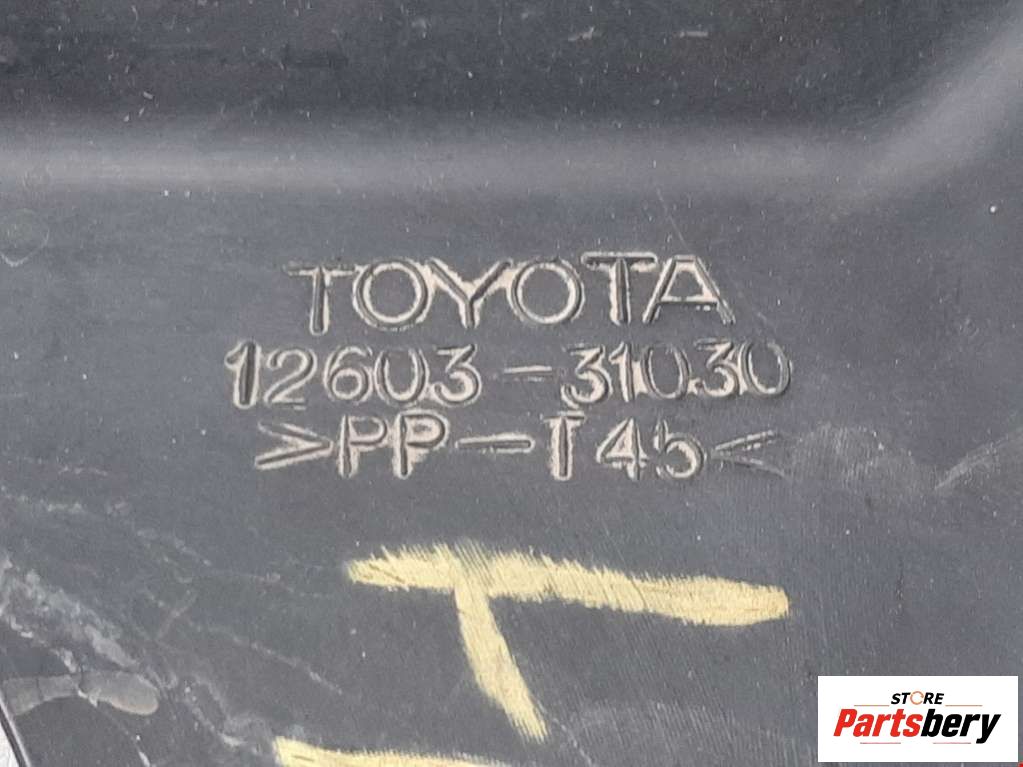 TOYOTA
12603-31030
>PP-T45<
STORE
Partsbery